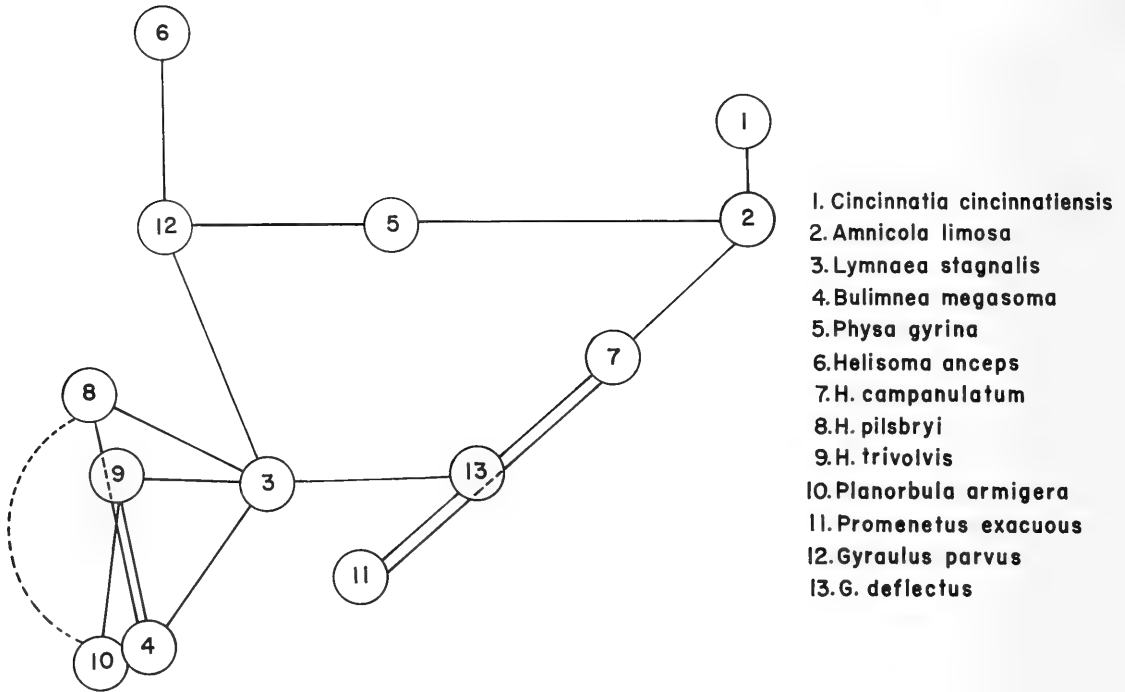 6
1
12
5
2
7
8
9
3
13
11
10
4
1. Cincinnatia cincinnatiensis
2. Amnicola limosa
3. Lymnaea stagnalis
4. Bulimnea megasoma
5. Physa gyrina
6. Helisoma anceps
7. H. campanulatum
8. H. pilsbryi
9. H. trivolvis
10. Planorbula armigera
11. Promenetus exacuous
12. Gyraulus parvus
13. G. deflectus